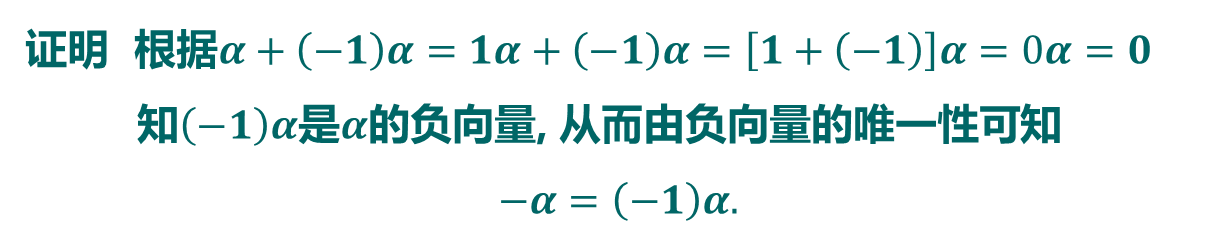 证明 根据α + (−1)α = 1α + (−1)α = [1 + (−1)]α = 0α = 0
知(−1)α是α的负向量, 从而由负向量的唯一性可知
−α = (−1)α.